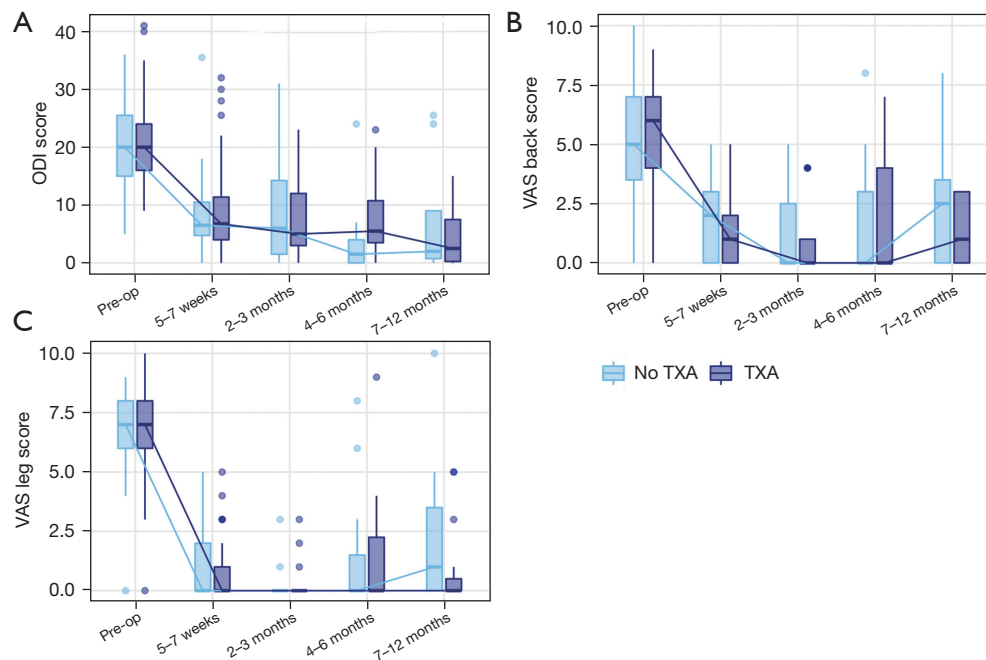 A
ODI score
40
30
20
10
0
Pre-op
5–7 weeks
2–3 months
4–6 months
7–12 months
B
VAS back score
10.0
7.5
5.0
2.5
0.0
Pre-op
5–7 weeks
2–3 months
4–6 months
7–12 months
No TXA
TXA
C
VAS leg score
10.0
7.5
5.0
2.5
0.0
Pre-op
5–7 weeks
2–3 months
4–6 months
7–12 months